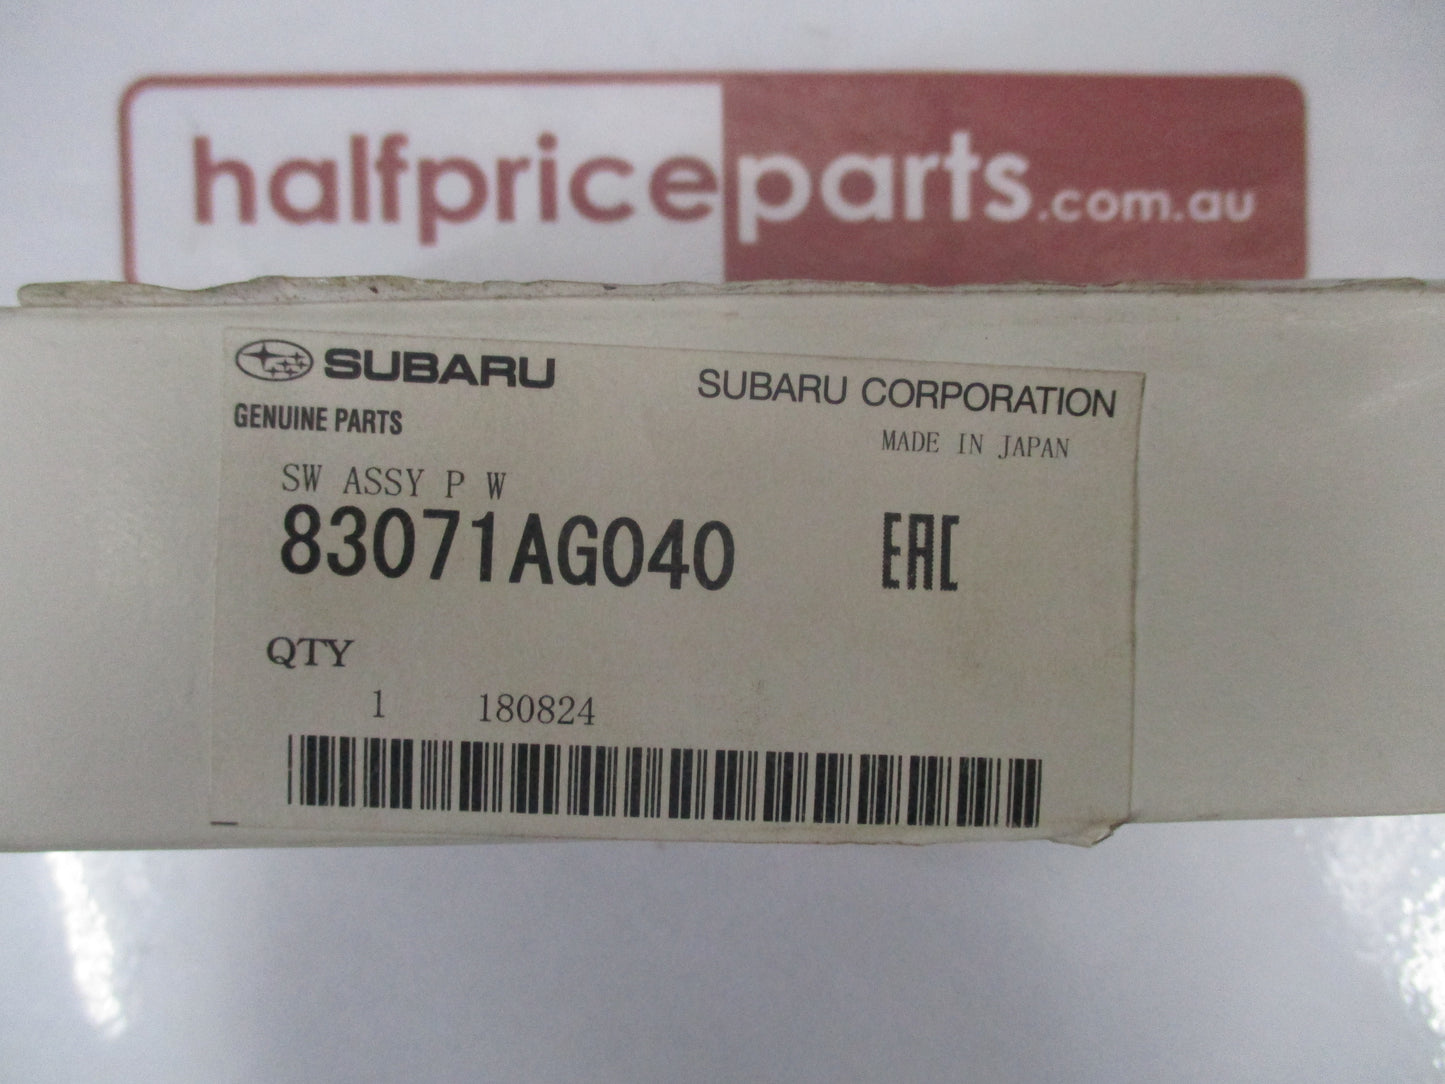 halfpriceparts.com.au
SUBARU
SUBARU CORPORATION
GENUINE PARTS
MADE IN JAPAN
SW ASSY P W
83071AG040
EAC
QTY
1 180824